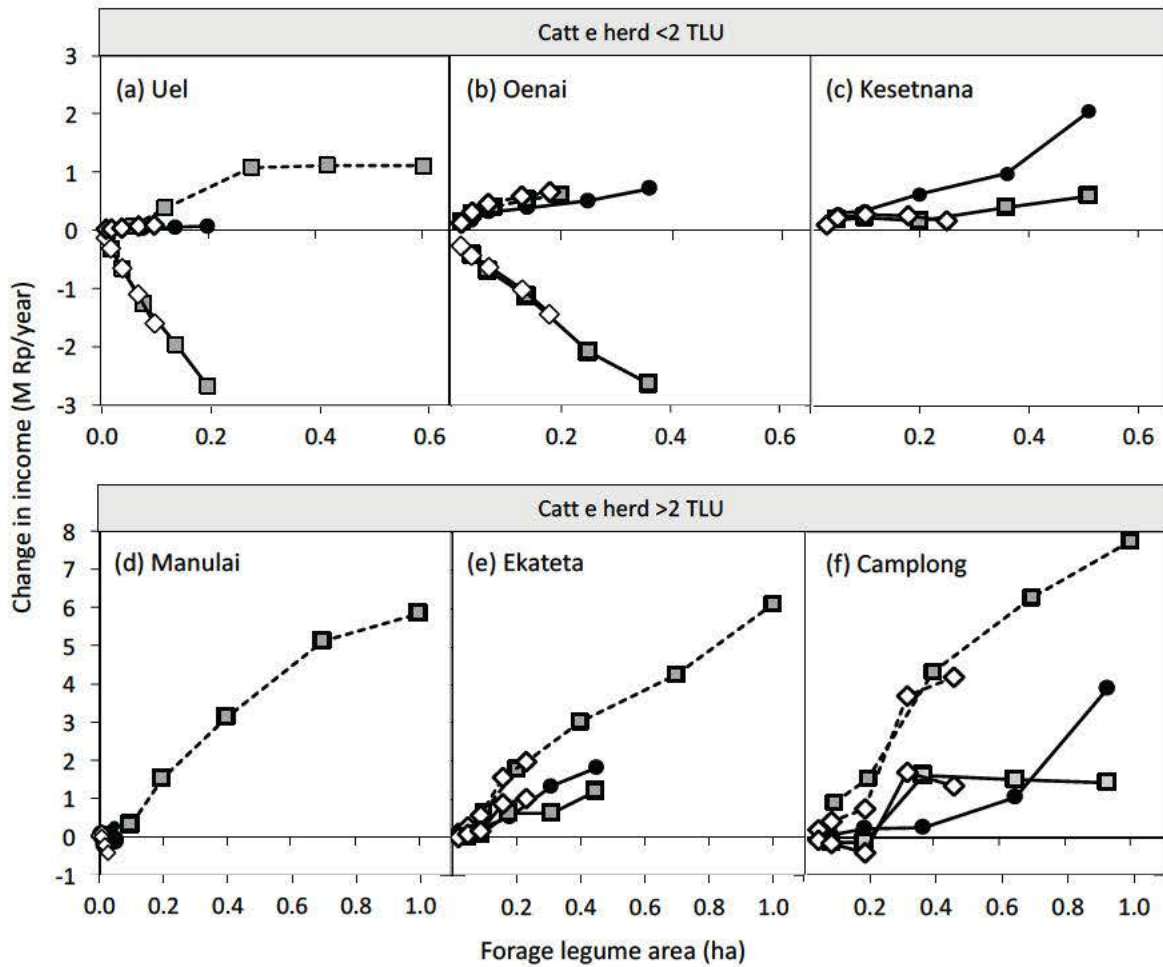 Catt e herd <2 TLU
3
2
1
0
-1
-2
-3
(a) Uel
(b) Oenai
(c) Kesetnana
0.0 0.2 0.4 0.6
0.2 0.4 0.6
0.2 0.4 0.6
Change in income (M Rp/year)
Catt e herd >2 TLU
8
7
6
5
4
3
2
1
0
-1
(d) Manulai
(e) Ekateta
(f) Camplong
0.0 0.2 0.4 0.6 0.8 1.0
0.2 0.4 0.6 0.8 1.0
0.2 0.4 0.6 0.8 1.0
Forage legume area (ha)